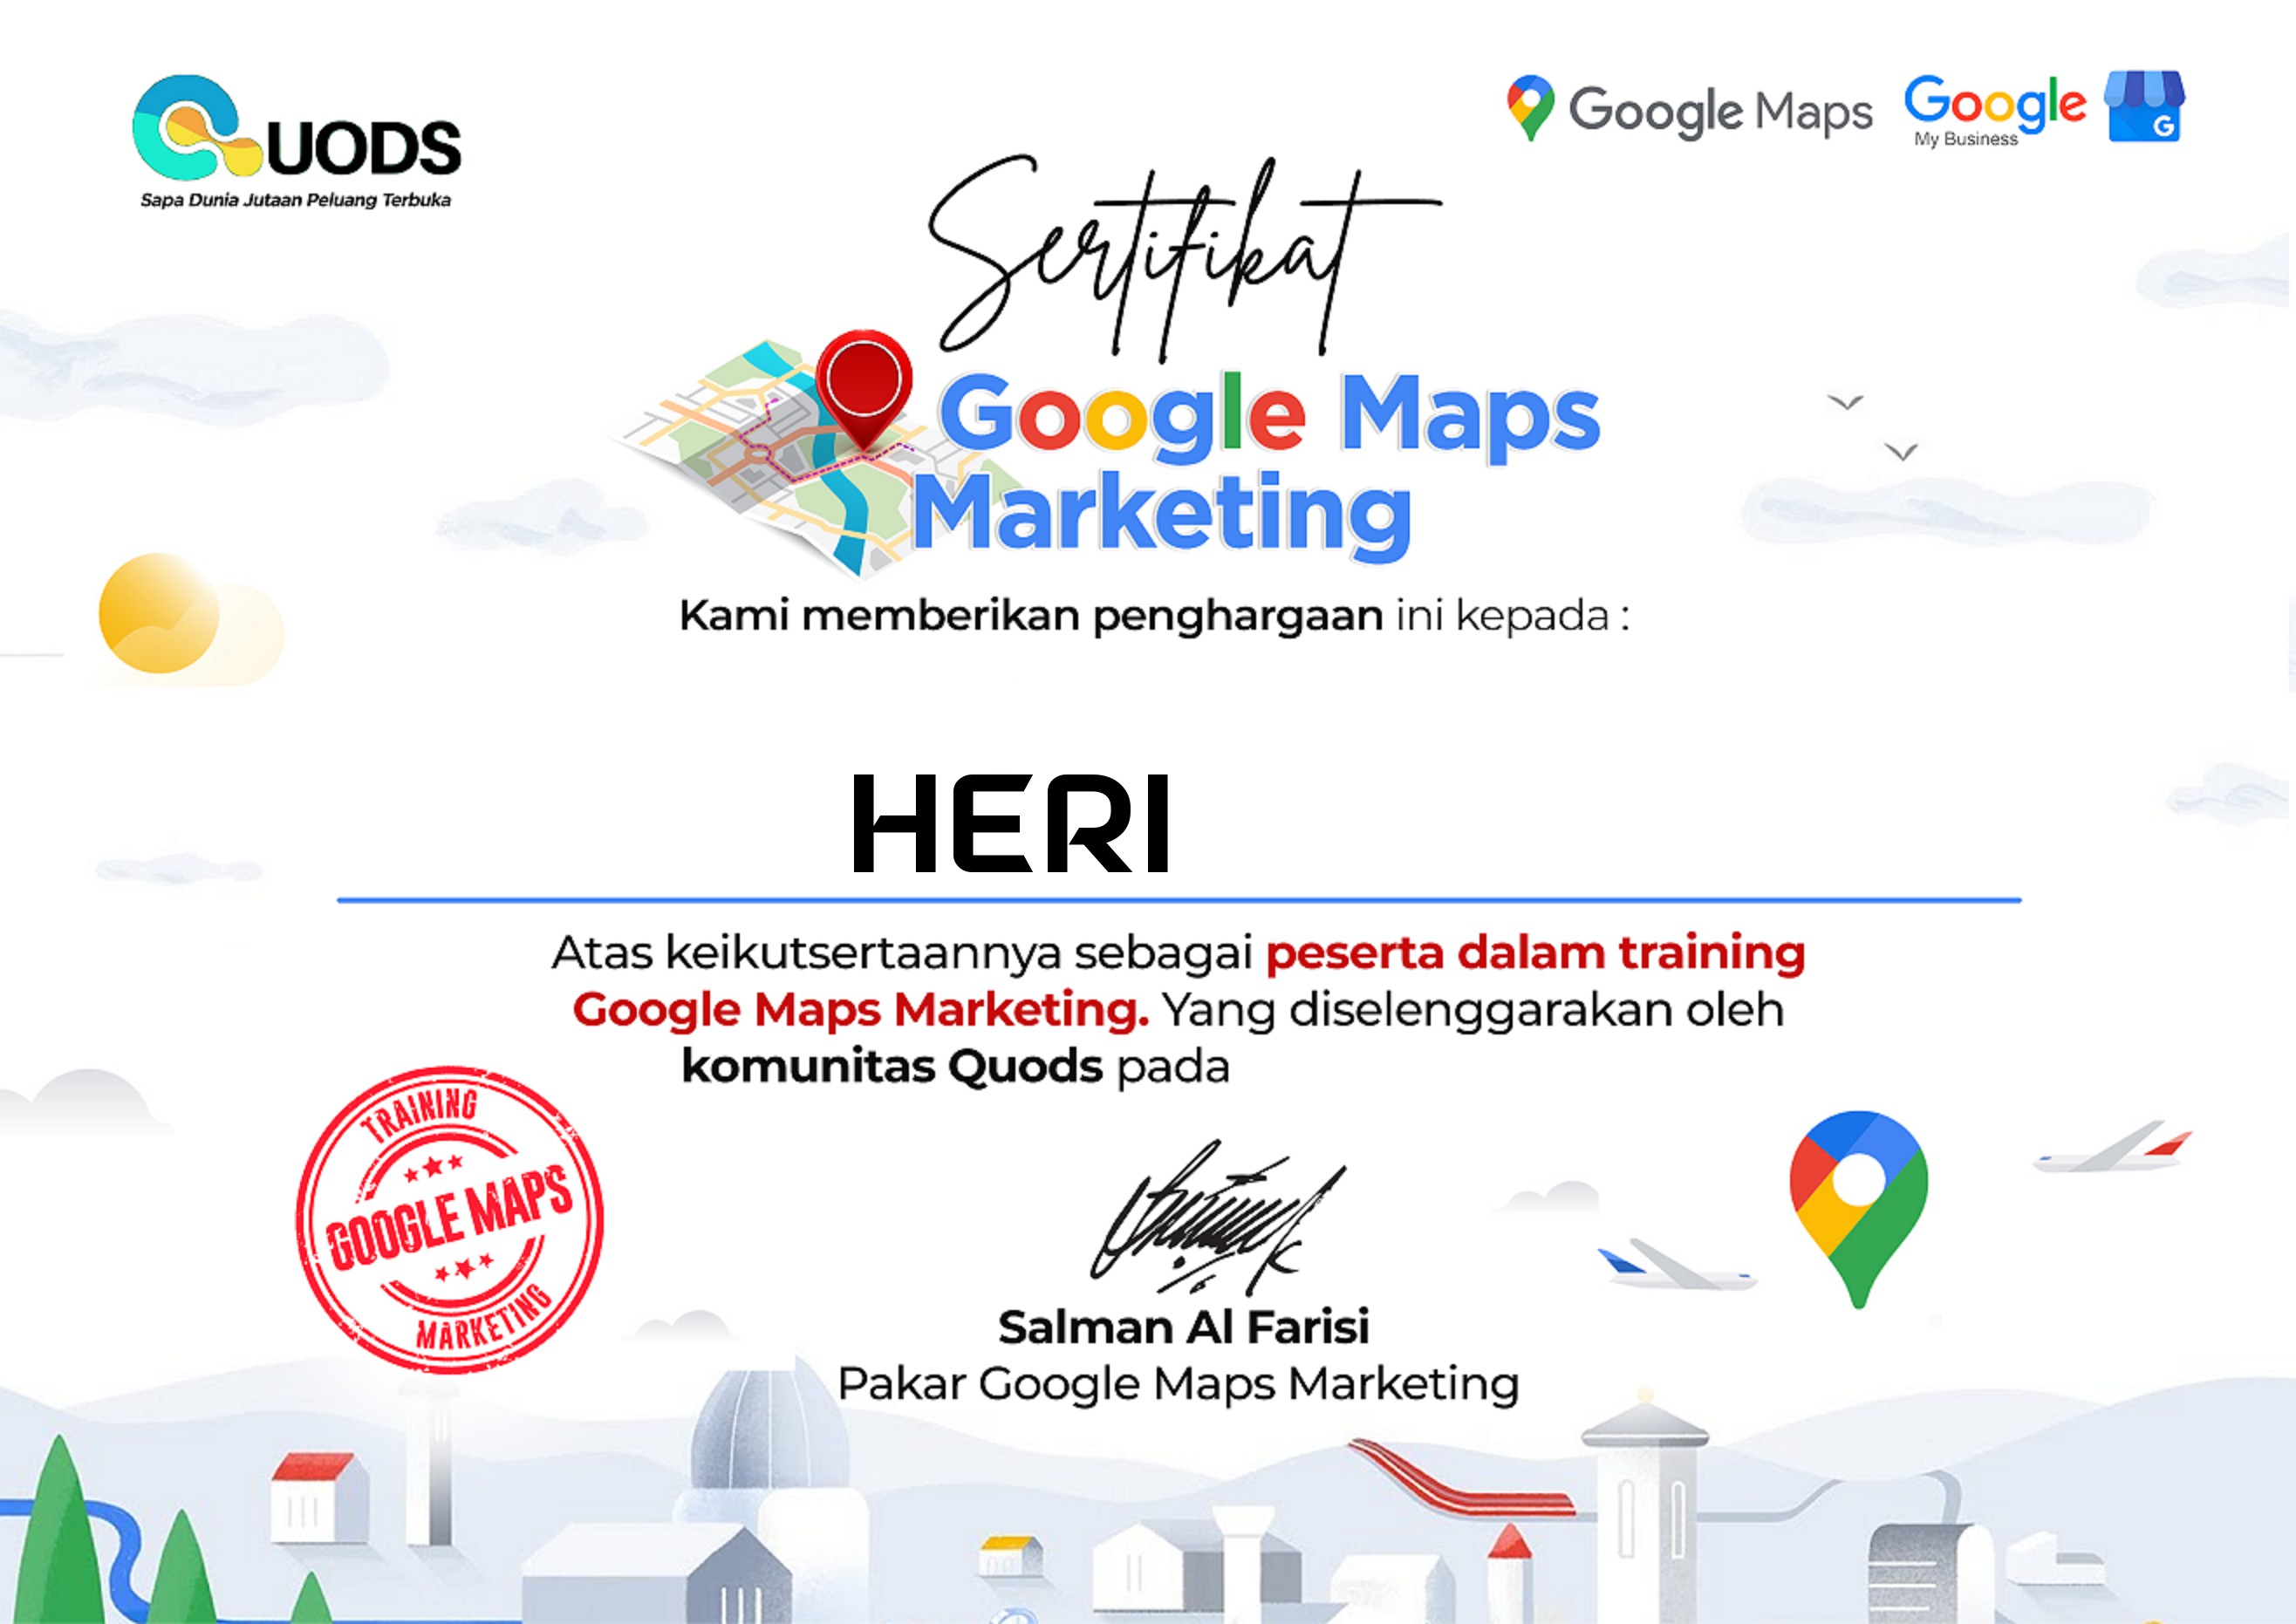 QUODS
Sapa Dunia Jutaan Peluang Terbuka
Google Maps
Google
My Business
G
Sertifikat
Google Maps
Marketing
Kami memberikan penghargaan ini kepada :
HERI
Atas keikutsertaannya sebagai peserta dalam training
Google Maps Marketing. Yang diselenggarakan oleh
komunitas Quods pada
TRAINING
GOOGLE MAPS
MARKETING
Salman Al Farisi
Pakar Google Maps Marketing